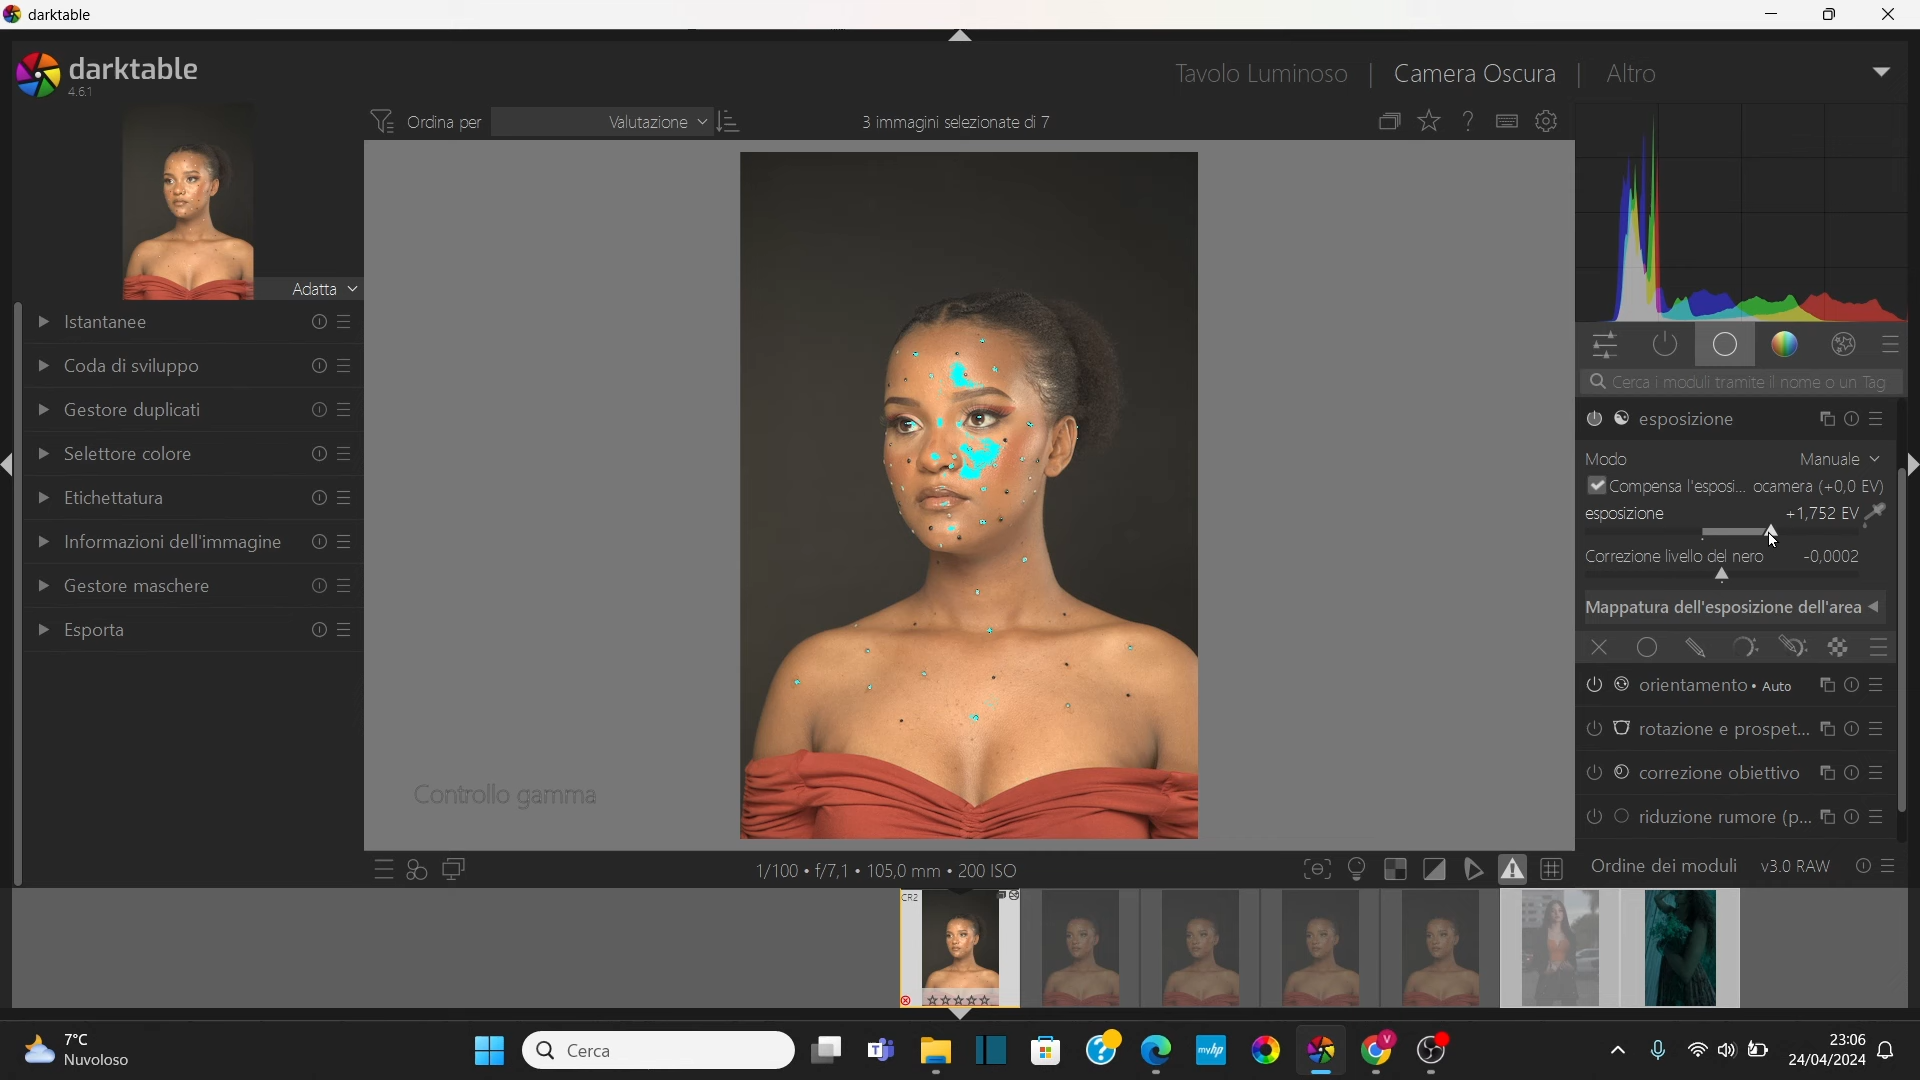 darktable
darktable
4.6.1
Tavolo Luminoso | Camera Oscura | Altro
Ordina per Valutazione
3 immagini selezionate di 7
Adatta
Istantanee
Coda di sviluppo
Gestore duplicati
Selettore colore
Etichettatura
Informazioni dell'immagine
Gestore maschere
Esporta
Controllo gamma
1/100 • f/7,1 • 105,0 mm • 200 ISO
Cerca i moduli tramite il nome o un Tag
esposizione
Modo Manuale
Compensa l'esposi... ocamera (+0,0 EV)
esposizione +1,752 EV
Correzione livello del nero -0,0002
Mappatura dell'esposizione dell'area
orientamento • Auto
rotazione e prospet...
correzione obiettivo
riduzione rumore (p...
Ordine dei moduli v3.0 RAW
CR2
7°C
Nuvoloso
Cerca
myhp
V
23:06
24/04/2024